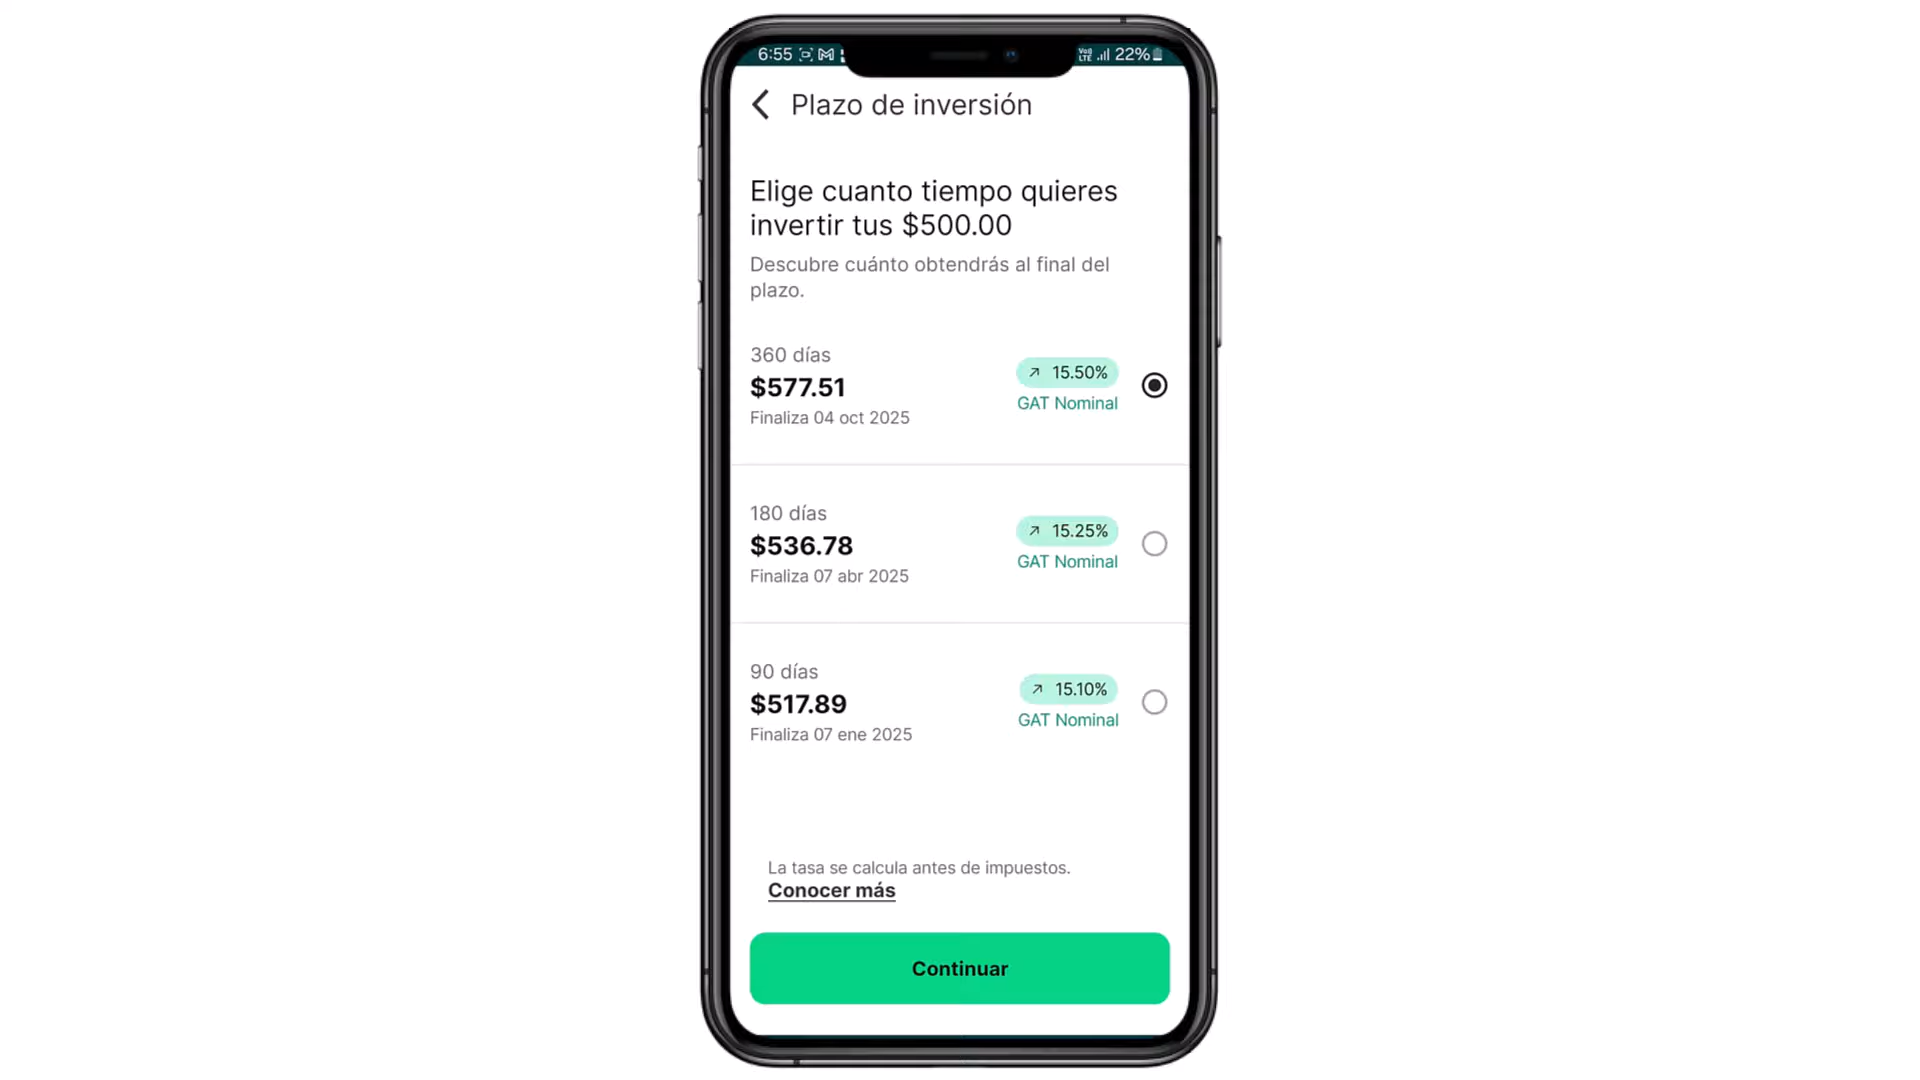 6:55
VoD LTE 22%
Plazo de inversión
Elige cuanto tiempo quieres
invertir tus $500.00
Descubre cuánto obtendrás al final del
plazo.
360 días
$577.51
Finaliza 04 oct 2025
15.50%
GAT Nominal
180 días
$536.78
Finaliza 07 abr 2025
15.25%
GAT Nominal
90 días
$517.89
Finaliza 07 ene 2025
15.10%
GAT Nominal
La tasa se calcula antes de impuestos.
Conocer más
Continuar